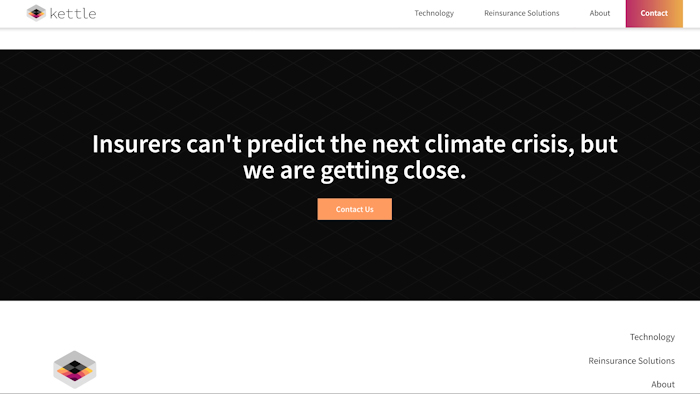 kettle
Technology
Reinsurance Solutions
About
Contact
Insurers can't predict the next climate crisis, but
we are getting close.
Contact Us
Technology
Reinsurance Solutions
About